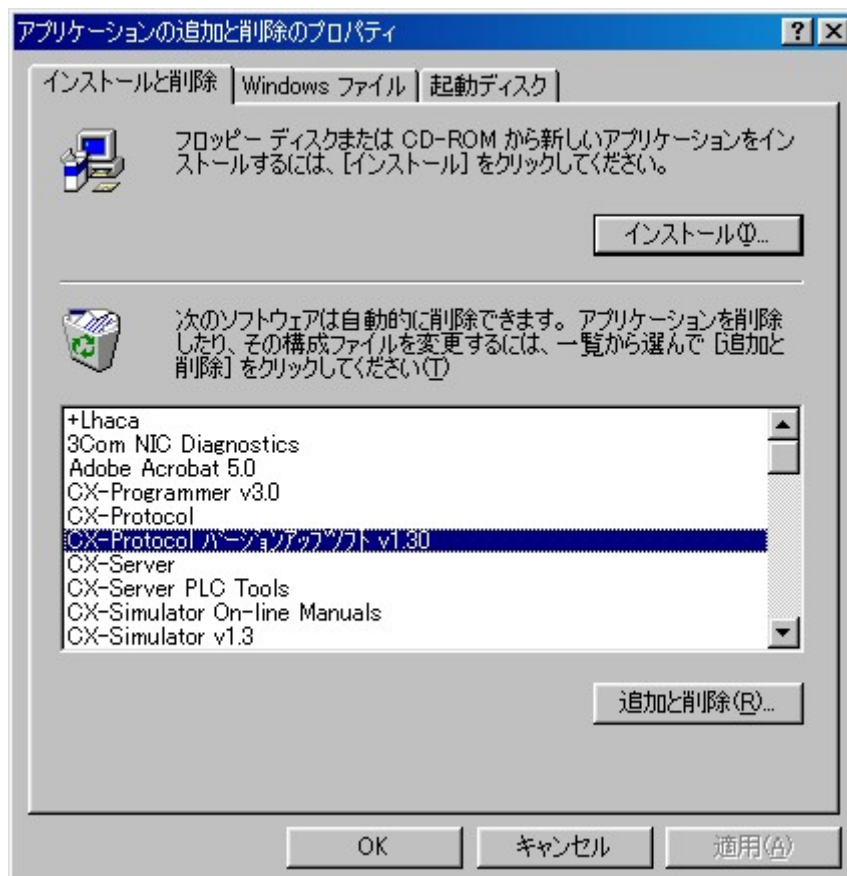 アプリケーションの追加と削除のプロパティ
インストールと削除 Windows ファイル 起動ディスク
フロッピー ディスクまたは CD-ROM から新しいアプリケーションをイン
ストールするには、[インストール] をクリックしてください。
インストール(I)...
次のソフトウェアは自動的に削除できます。アプリケーションを削除
したり、その構成ファイルを変更するには、一覧から選んで [追加と
削除] をクリックしてください(T)
+Lhaca
3Com NIC Diagnostics
Adobe Acrobat 5.0
CX-Programmer v3.0
CX-Protocol
CX-Protocol バージョンアップソフト v1.30
CX-Server
CX-Server PLC Tools
CX-Simulator On-line Manuals
CX-Simulator v1.3
追加と削除(R)...
OK キャンセル 適用(A)